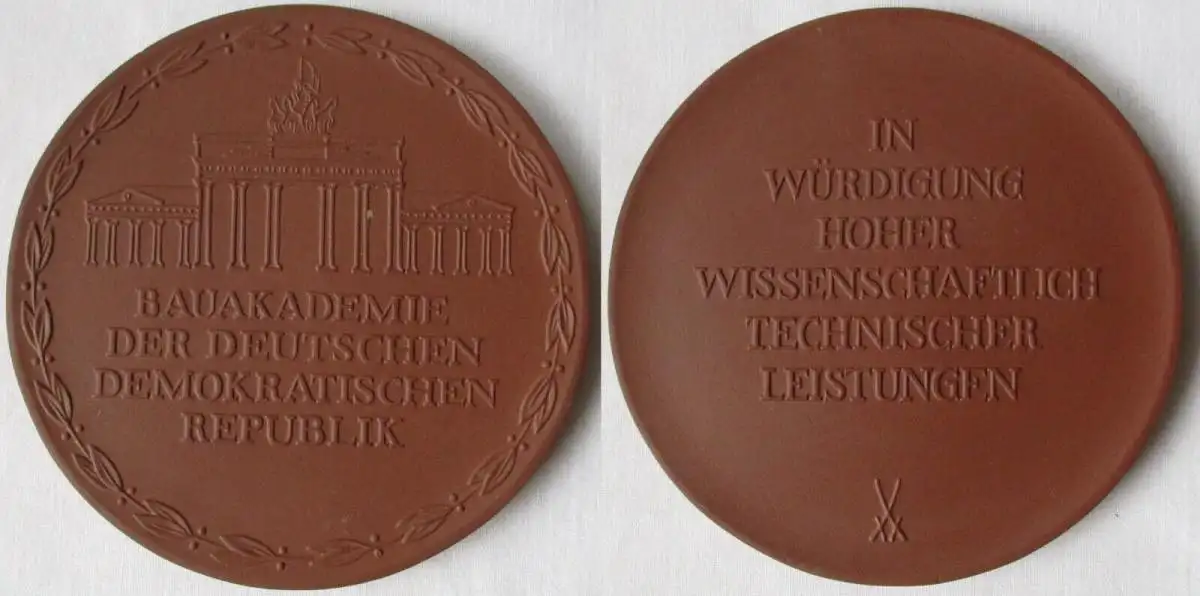 BAUAKADEMIE
DER DEUTSCHEN
DEMOKRATISCHEN
REPUBLIK
IN
WÜRDIGUNG
HOHER
WISSENSCHAFTLICH
TECHNISCHER
LEISTUNGEN